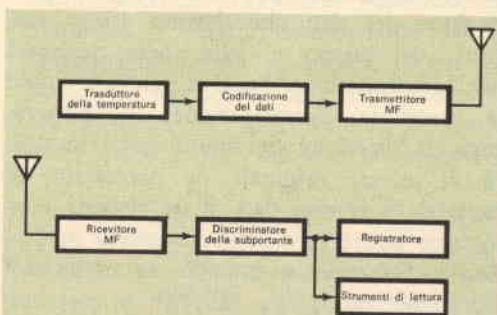 Trasduttore
della temperatura
Codificazione
dei dati
Trasmettitore
MF
Ricevitore
MF
Discriminatore
della subportante
Registratore
Strumenti di lettura